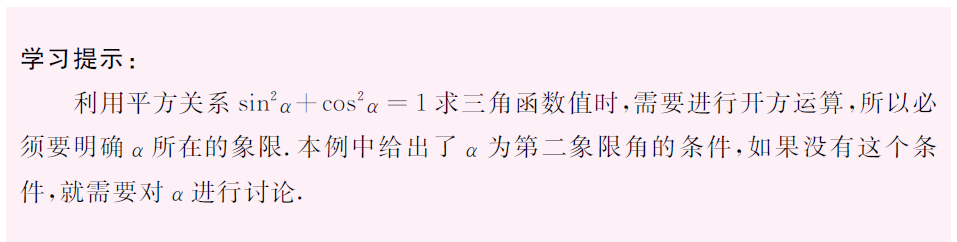 学习提示:
利用平方关系 sin²α+cos²α=1求三角函数值时,需要进行开方运算,所以必
须要明确 α 所在的象限.本例中给出了 α 为第二象限角的条件,如果没有这个条
件,就需要对 α 进行讨论.